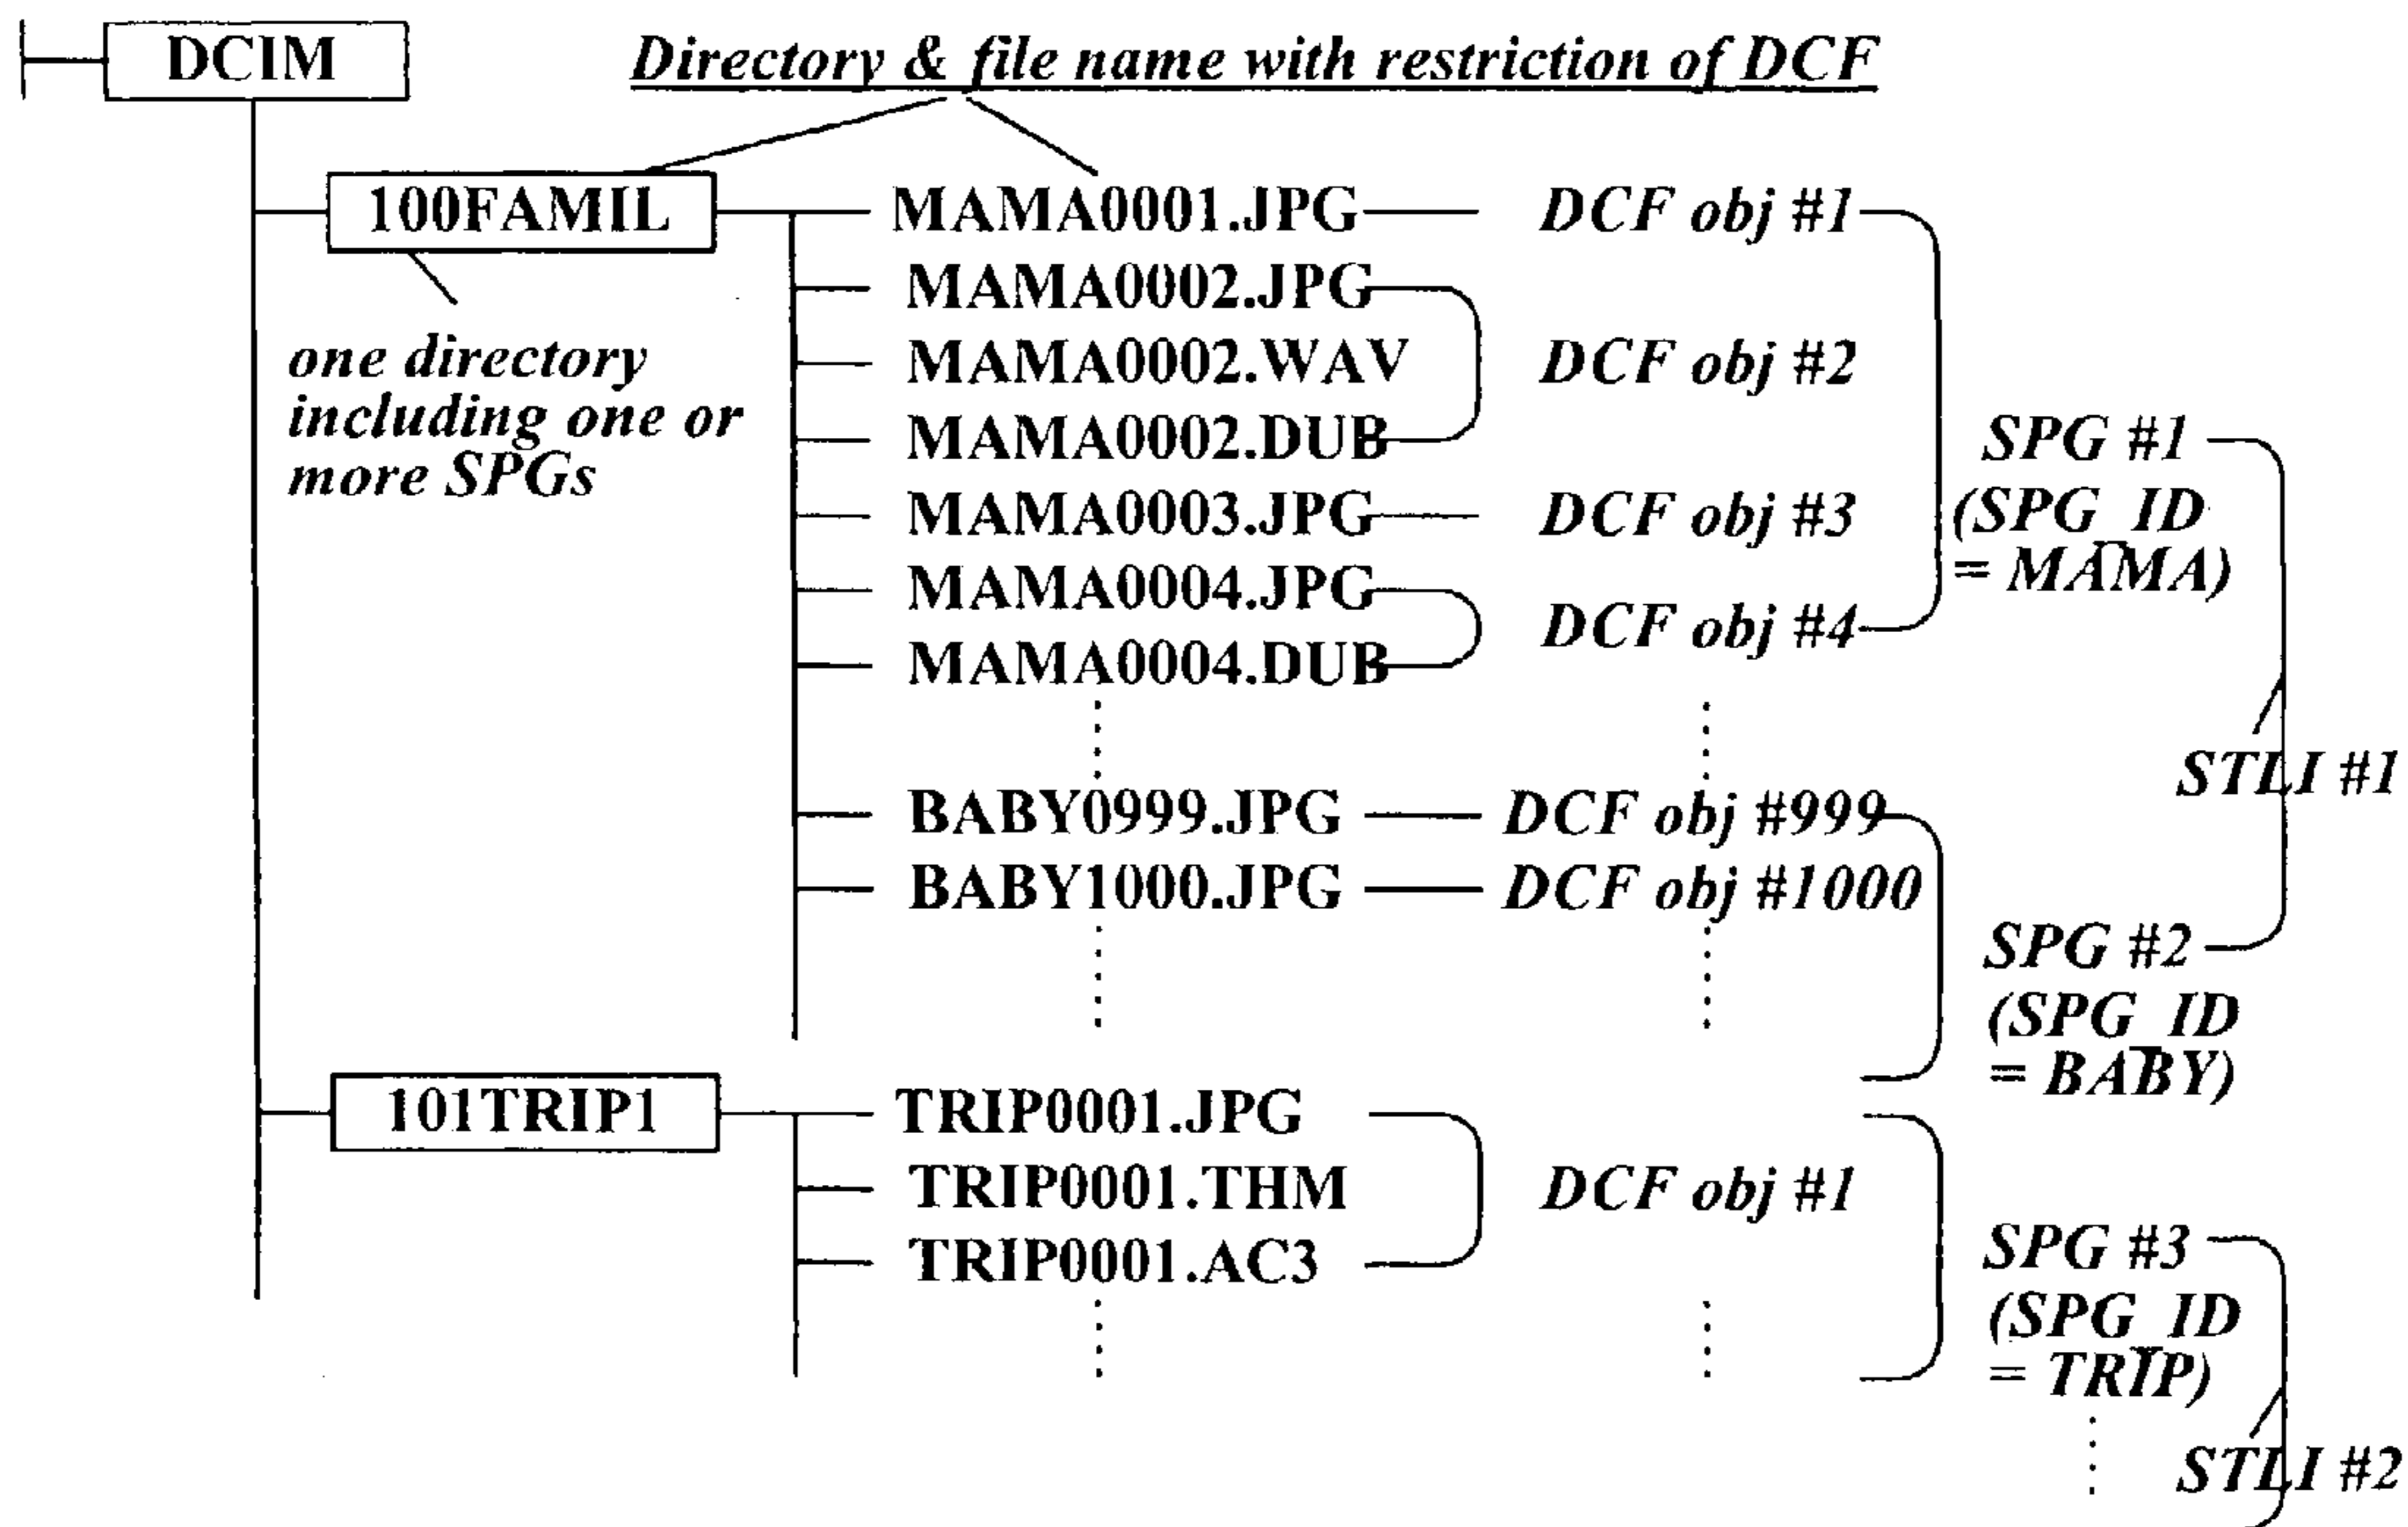 DCIM
Directory & file name with restriction of DCF
100FAMIL
one directory
including one or
more SPGs
MAMA0001.JPG
DCF obj #1
MAMA0002.JPG
MAMA0002.WAV
DCF obj #2
MAMA0002.DUB
MAMA0003.JPG
DCF obj #3
MAMA0004.JPG
DCF obj #4
MAMA0004.DUB
SPG #1
(SPG_ID
= MAMA)
STLI #1
BABY0999.JPG
DCF obj #999
BABY1000.JPG
DCF obj #1000
SPG #2
(SPG_ID
= BABY)
101TRIP1
TRIP0001.JPG
TRIP0001.THM
DCF obj #1
TRIP0001.AC3
SPG #3
(SPG_ID
= TRIP)
STLI #2